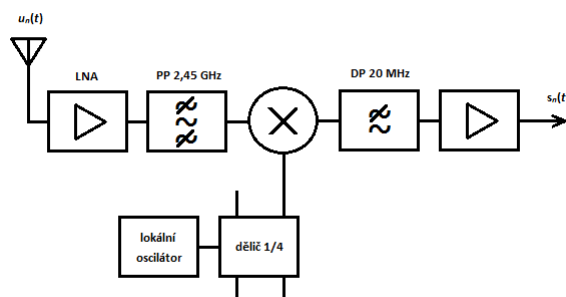 uₙ(t)
LNA
PP 2,45 GHz
DP 20 MHz
sₙ(t
lokální
oscilátor
dělič 1/4